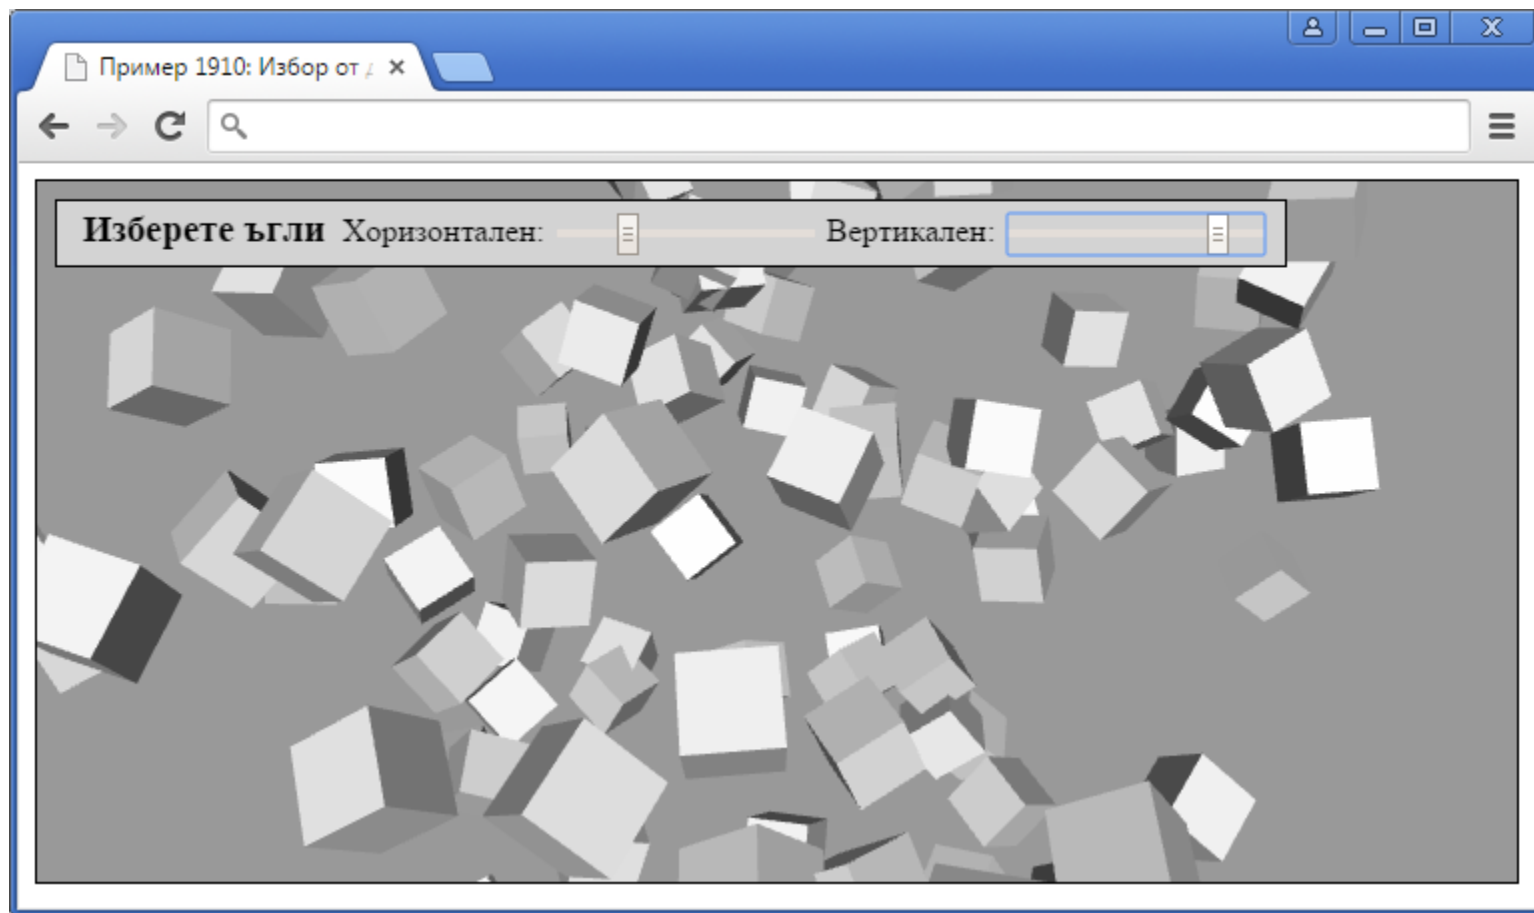 Пример 1910: Избор от
Изберете ъгли Хоризонтален: Вертикален: